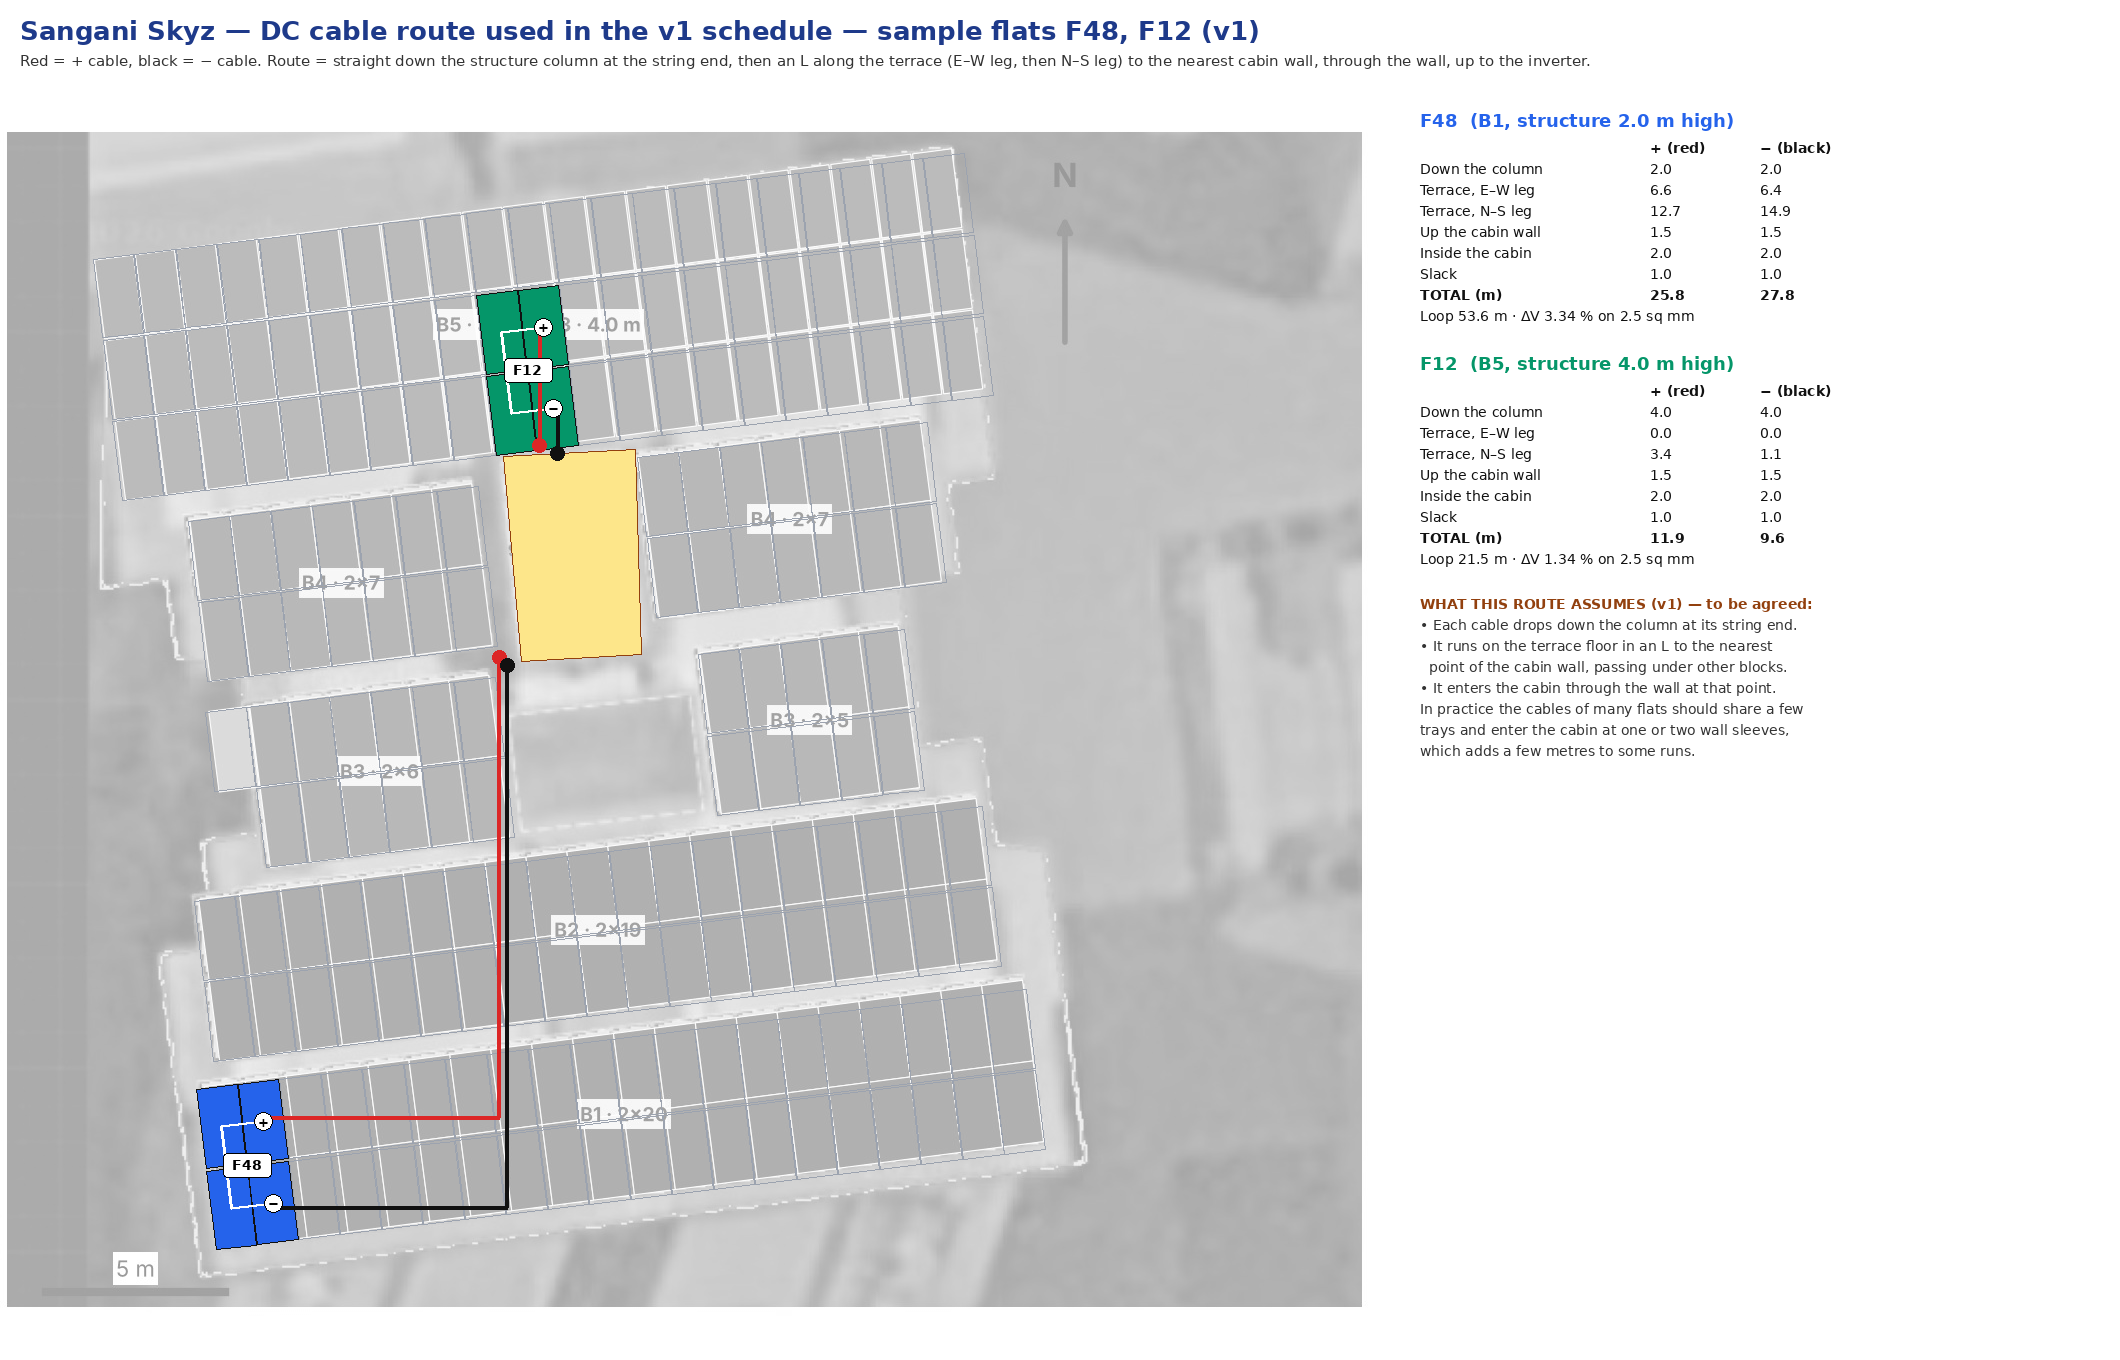 Sangani Skyz — DC cable route used in the v1 schedule — sample flats F48, F12 (v1)
Red = + cable, black = − cable. Route = straight down the structure column at the string end, then an L along the terrace (E–W leg, then N–S leg) to the nearest cabin wall, through the wall, up to the inverter.
N
B5 · 3 · 4.0 m
+
F12
−
B4 · 2×7
B4 · 2×7
B3 · 2×5
B3 · 2×6
B2 · 2×19
B1 · 2×20
+
F48
−
5 m
F48 (B1, structure 2.0 m high)
+ (red) − (black)
Down the column 2.0 2.0
Terrace, E–W leg 6.6 6.4
Terrace, N–S leg 12.7 14.9
Up the cabin wall 1.5 1.5
Inside the cabin 2.0 2.0
Slack 1.0 1.0
TOTAL (m) 25.8 27.8
Loop 53.6 m · ΔV 3.34 % on 2.5 sq mm
F12 (B5, structure 4.0 m high)
+ (red) − (black)
Down the column 4.0 4.0
Terrace, E–W leg 0.0 0.0
Terrace, N–S leg 3.4 1.1
Up the cabin wall 1.5 1.5
Inside the cabin 2.0 2.0
Slack 1.0 1.0
TOTAL (m) 11.9 9.6
Loop 21.5 m · ΔV 1.34 % on 2.5 sq mm
WHAT THIS ROUTE ASSUMES (v1) — to be agreed:
• Each cable drops down the column at its string end.
• It runs on the terrace floor in an L to the nearest
point of the cabin wall, passing under other blocks.
• It enters the cabin through the wall at that point.
In practice the cables of many flats should share a few
trays and enter the cabin at one or two wall sleeves,
which adds a few metres to some runs.